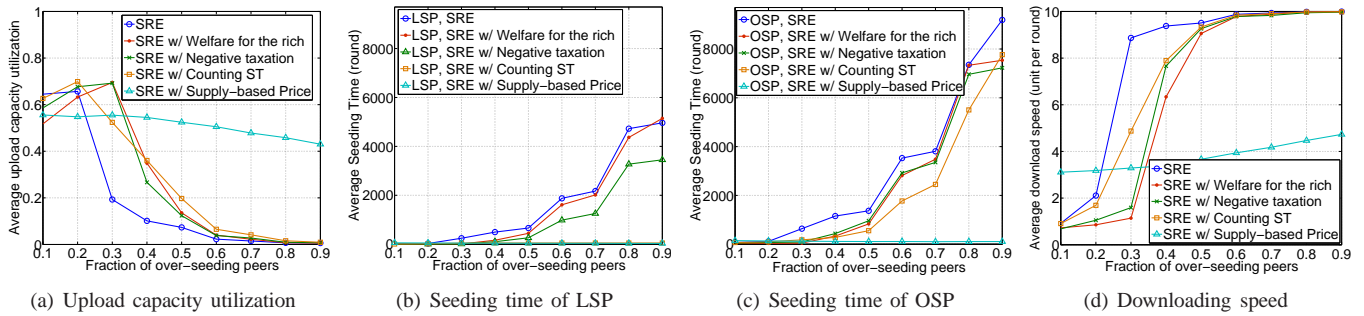 Average upload capacity utilizatoin
1
0.8
0.6
0.4
0.2
0
SRE
SRE w/ Welfare for the rich
SRE w/ Negative taxation
SRE w/ Counting ST
SRE w/ Supply-based Price
0.1 0.2 0.3 0.4 0.5 0.6 0.7 0.8 0.9
Fraction of over-seeding peers
(a) Upload capacity utilization
Average Seeding Time (round)
8000
6000
4000
2000
0
LSP, SRE
LSP, SRE w/ Welfare for the rich
LSP, SRE w/ Negative taxation
LSP, SRE w/ Counting ST
LSP, SRE w/ Supply-based Price
0.1 0.2 0.3 0.4 0.5 0.6 0.7 0.8 0.9
Fraction of over-seeding peers
(b) Seeding time of LSP
Average Seeding Time (round)
8000
6000
4000
2000
0
OSP, SRE
OSP, SRE w/ Welfare for the rich
OSP, SRE w/ Negative taxation
OSP, SRE w/ Counting ST
OSP, SRE w/ Supply-based Price
0.1 0.2 0.3 0.4 0.5 0.6 0.7 0.8 0.9
Fraction of over-seeding peers
(c) Seeding time of OSP
Average download speed (unit per round)
10
8
6
4
2
0
SRE
SRE w/ Welfare for the rich
SRE w/ Negative taxation
SRE w/ Counting ST
SRE w/ Supply-based Price
0.1 0.2 0.3 0.4 0.5 0.6 0.7 0.8 0.9
Fraction of over-seeding peers
(d) Downloading speed